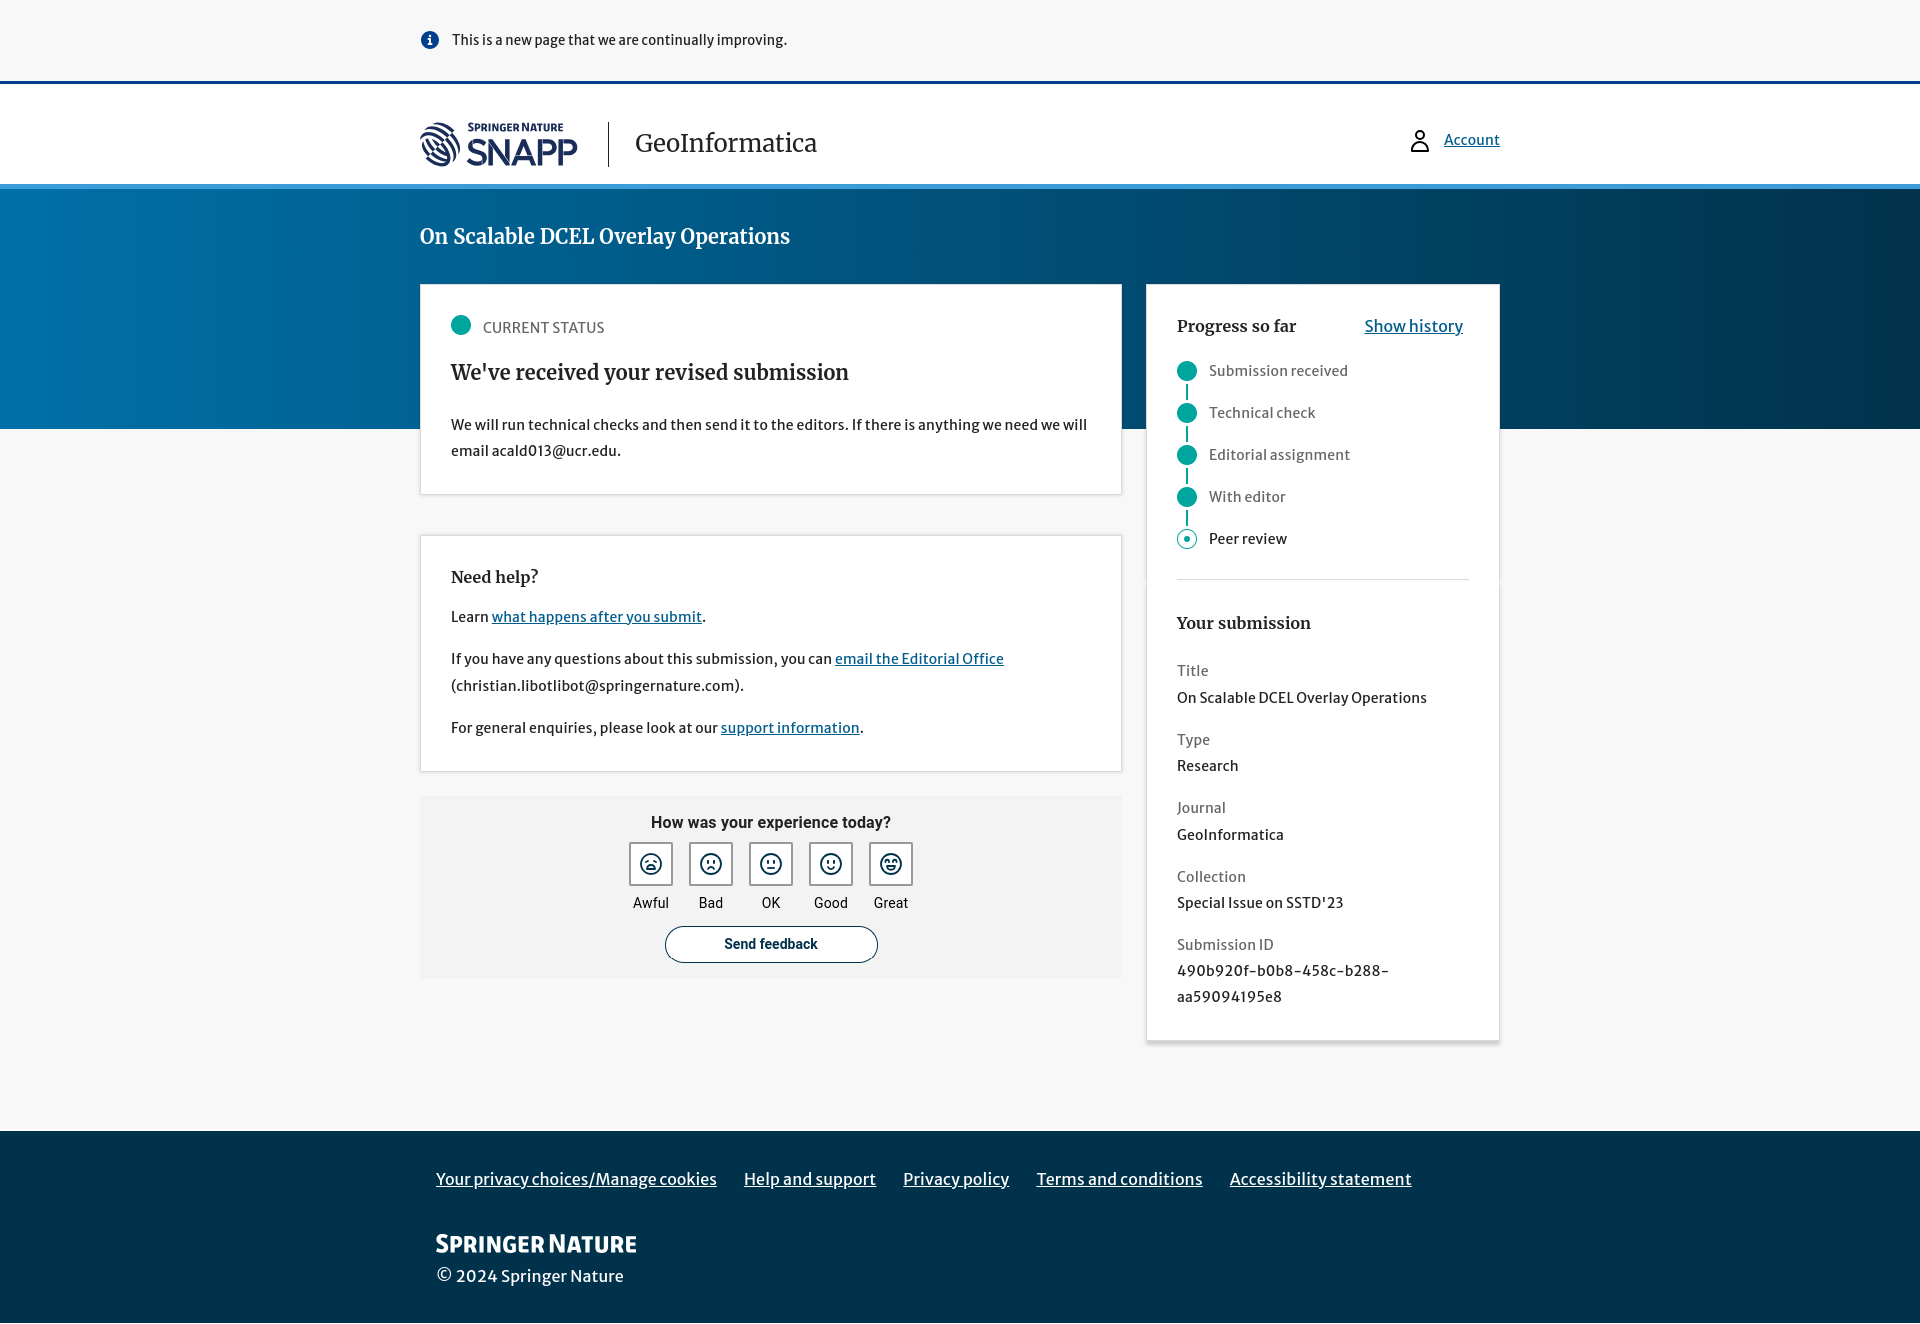 This is a new page that we are continually improving.
SPRINGER NATURE
SNAPP
GeoInformatica
Account
On Scalable DCEL Overlay Operations
CURRENT STATUS
We've received your revised submission
We will run technical checks and then send it to the editors. If there is anything we need we will
email acald013@ucr.edu.
Need help?
Learn what happens after you submit.
If you have any questions about this submission, you can email the Editorial Office
(christian.libotlibot@springernature.com).
For general enquiries, please look at our support information.
How was your experience today?
Awful Bad OK Good Great
Send feedback
Progress so far Show history
Submission received
Technical check
Editorial assignment
With editor
Peer review
Your submission
Title
On Scalable DCEL Overlay Operations
Type
Research
Journal
GeoInformatica
Collection
Special Issue on SSTD'23
Submission ID
490b920f-b0b8-458c-b288-
aa59094195e8
Your privacy choices/Manage cookies Help and support Privacy policy Terms and conditions Accessibility statement
SPRINGER NATURE
© 2024 Springer Nature